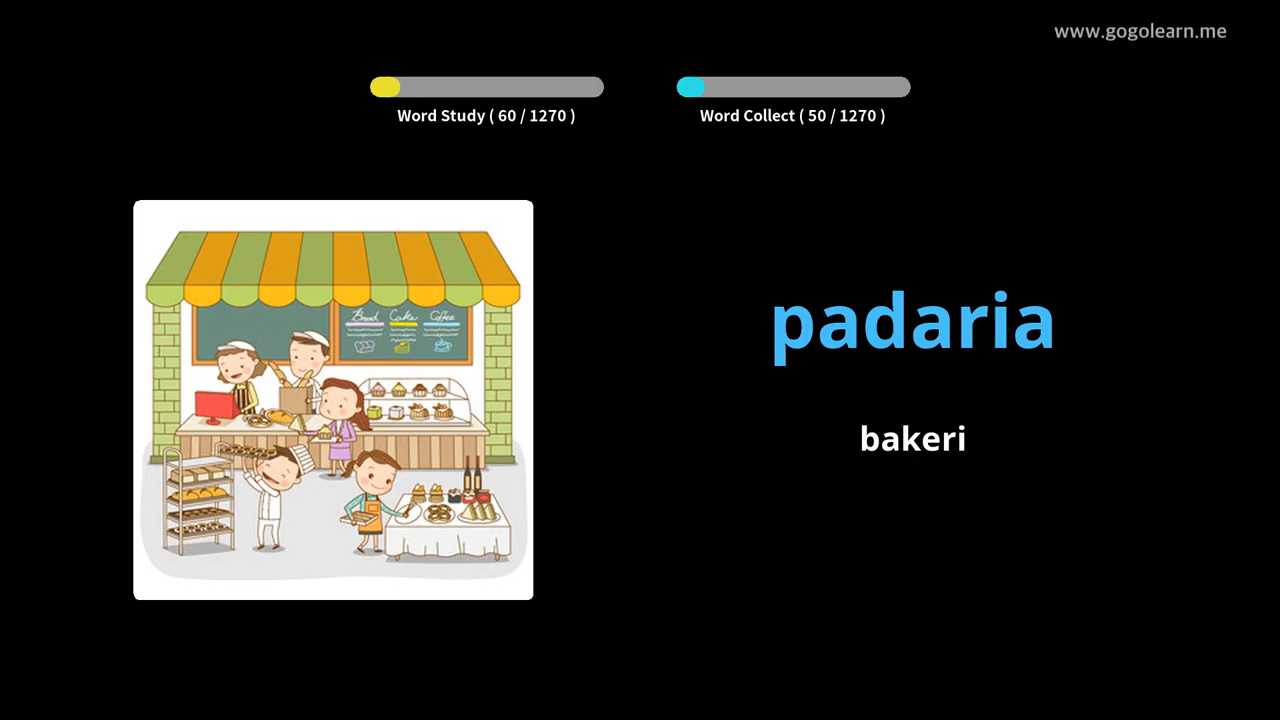 www.gogolearn.me
Word Study ( 60 / 1270 )
Word Collect ( 50 / 1270 )
Bread Cake Coffee
padaria
bakeri